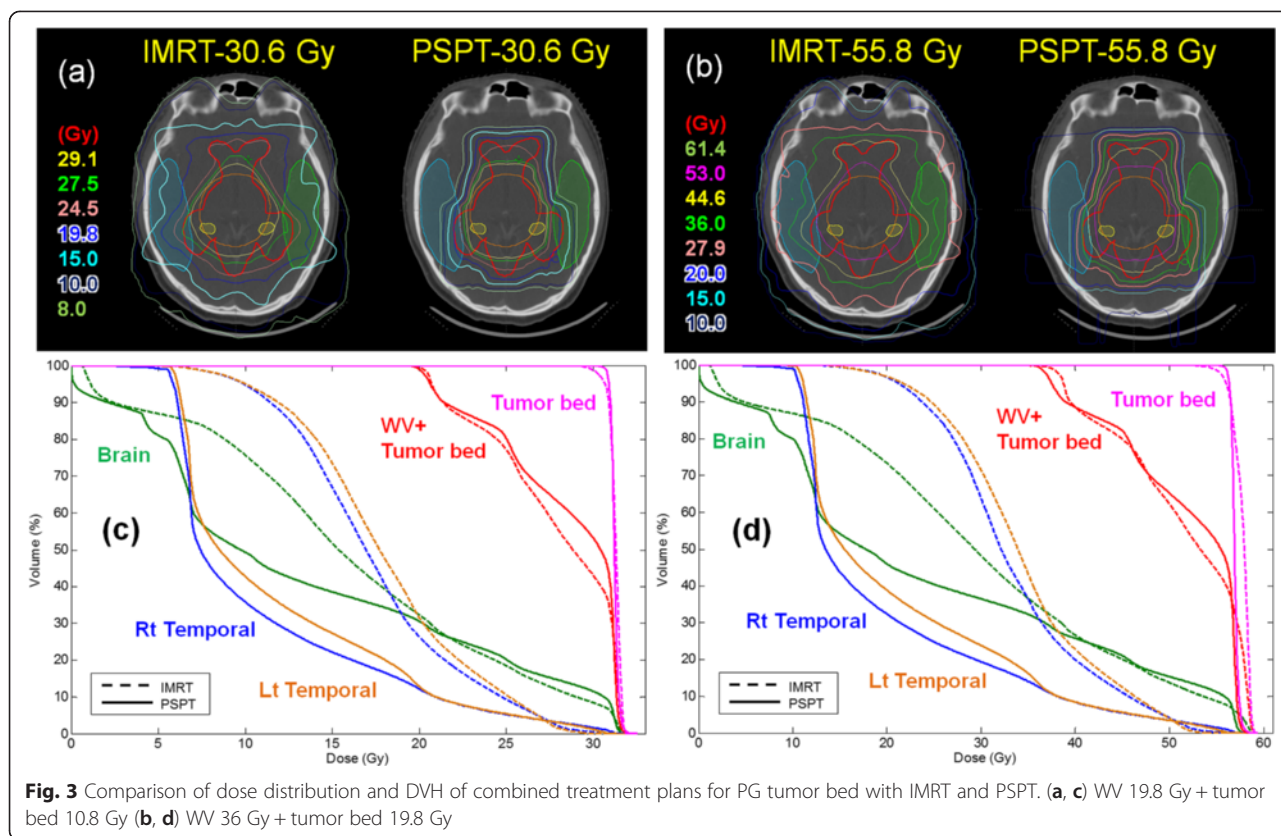 (a)
IMRT-30.6 Gy
PSPT-30.6 Gy
(Gy)
29.1
27.5
24.5
19.8
15.0
10.0
8.0
(b)
IMRT-55.8 Gy
PSPT-55.8 Gy
(Gy)
61.4
53.0
44.6
36.0
27.9
20.0
15.0
10.0
100
90
80
70
60
50
40
30
20
10
0
Volume (%)
Brain
WV+
Tumor bed
Tumor bed
(c)
Rt Temporal
Lt Temporal
IMRT
PSPT
0 5 10 15 20 25 30
Dose (Gy)
100
90
80
70
60
50
40
30
20
10
0
Volume (%)
Brain
WV+
Tumor bed
Tumor bed
(d)
Rt Temporal
Lt Temporal
IMRT
PSPT
0 10 20 30 40 50 60
Dose (Gy)
Fig. 3 Comparison of dose distribution and DVH of combined treatment plans for PG tumor bed with IMRT and PSPT. (a, c) WV 19.8 Gy + tumor
bed 10.8 Gy (b, d) WV 36 Gy + tumor bed 19.8 Gy